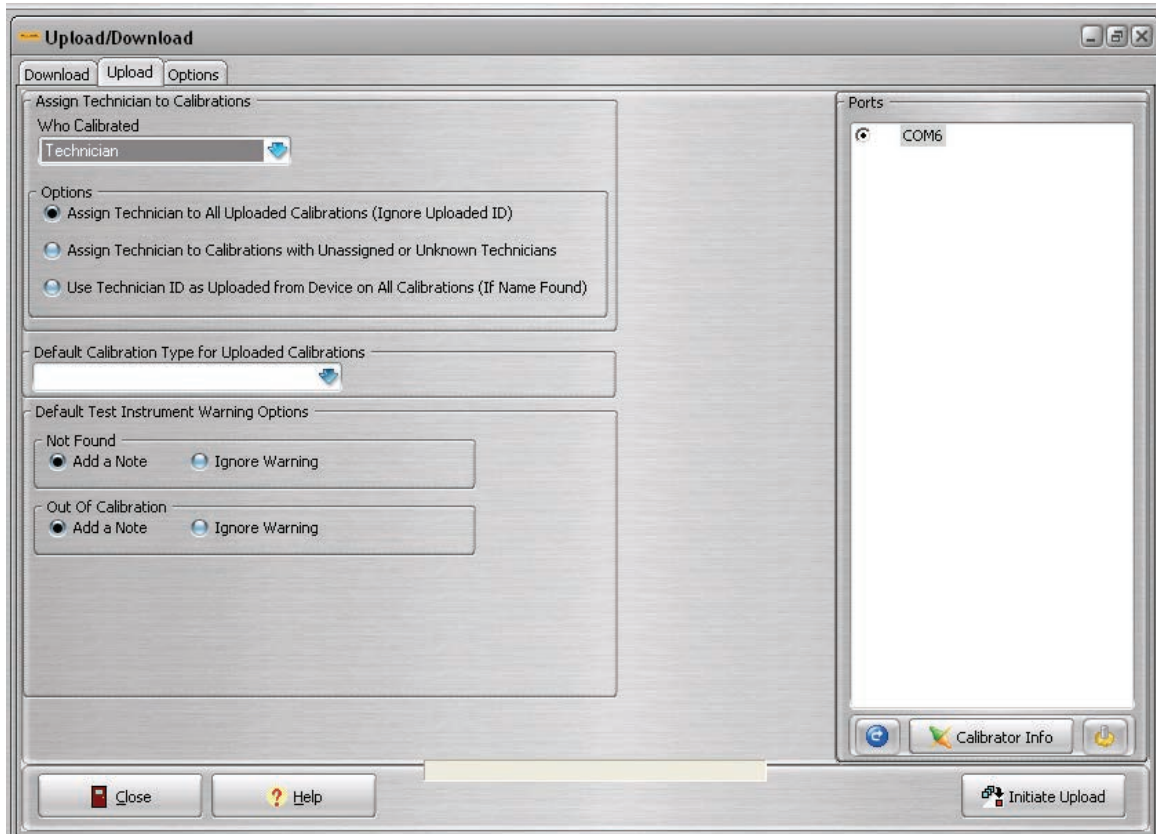 Upload/Download
Download Upload Options
Assign Technician to Calibrations
Who Calibrated
Technician
Options
Assign Technician to All Uploaded Calibrations (Ignore Uploaded ID)
Assign Technician to Calibrations with Unassigned or Unknown Technicians
Use Technician ID as Uploaded from Device on All Calibrations (If Name Found)
Default Calibration Type for Uploaded Calibrations
Default Test Instrument Warning Options
Not Found
Add a Note Ignore Warning
Out Of Calibration
Add a Note Ignore Warning
Ports
COM6
Calibrator Info
Close Help Initiate Upload